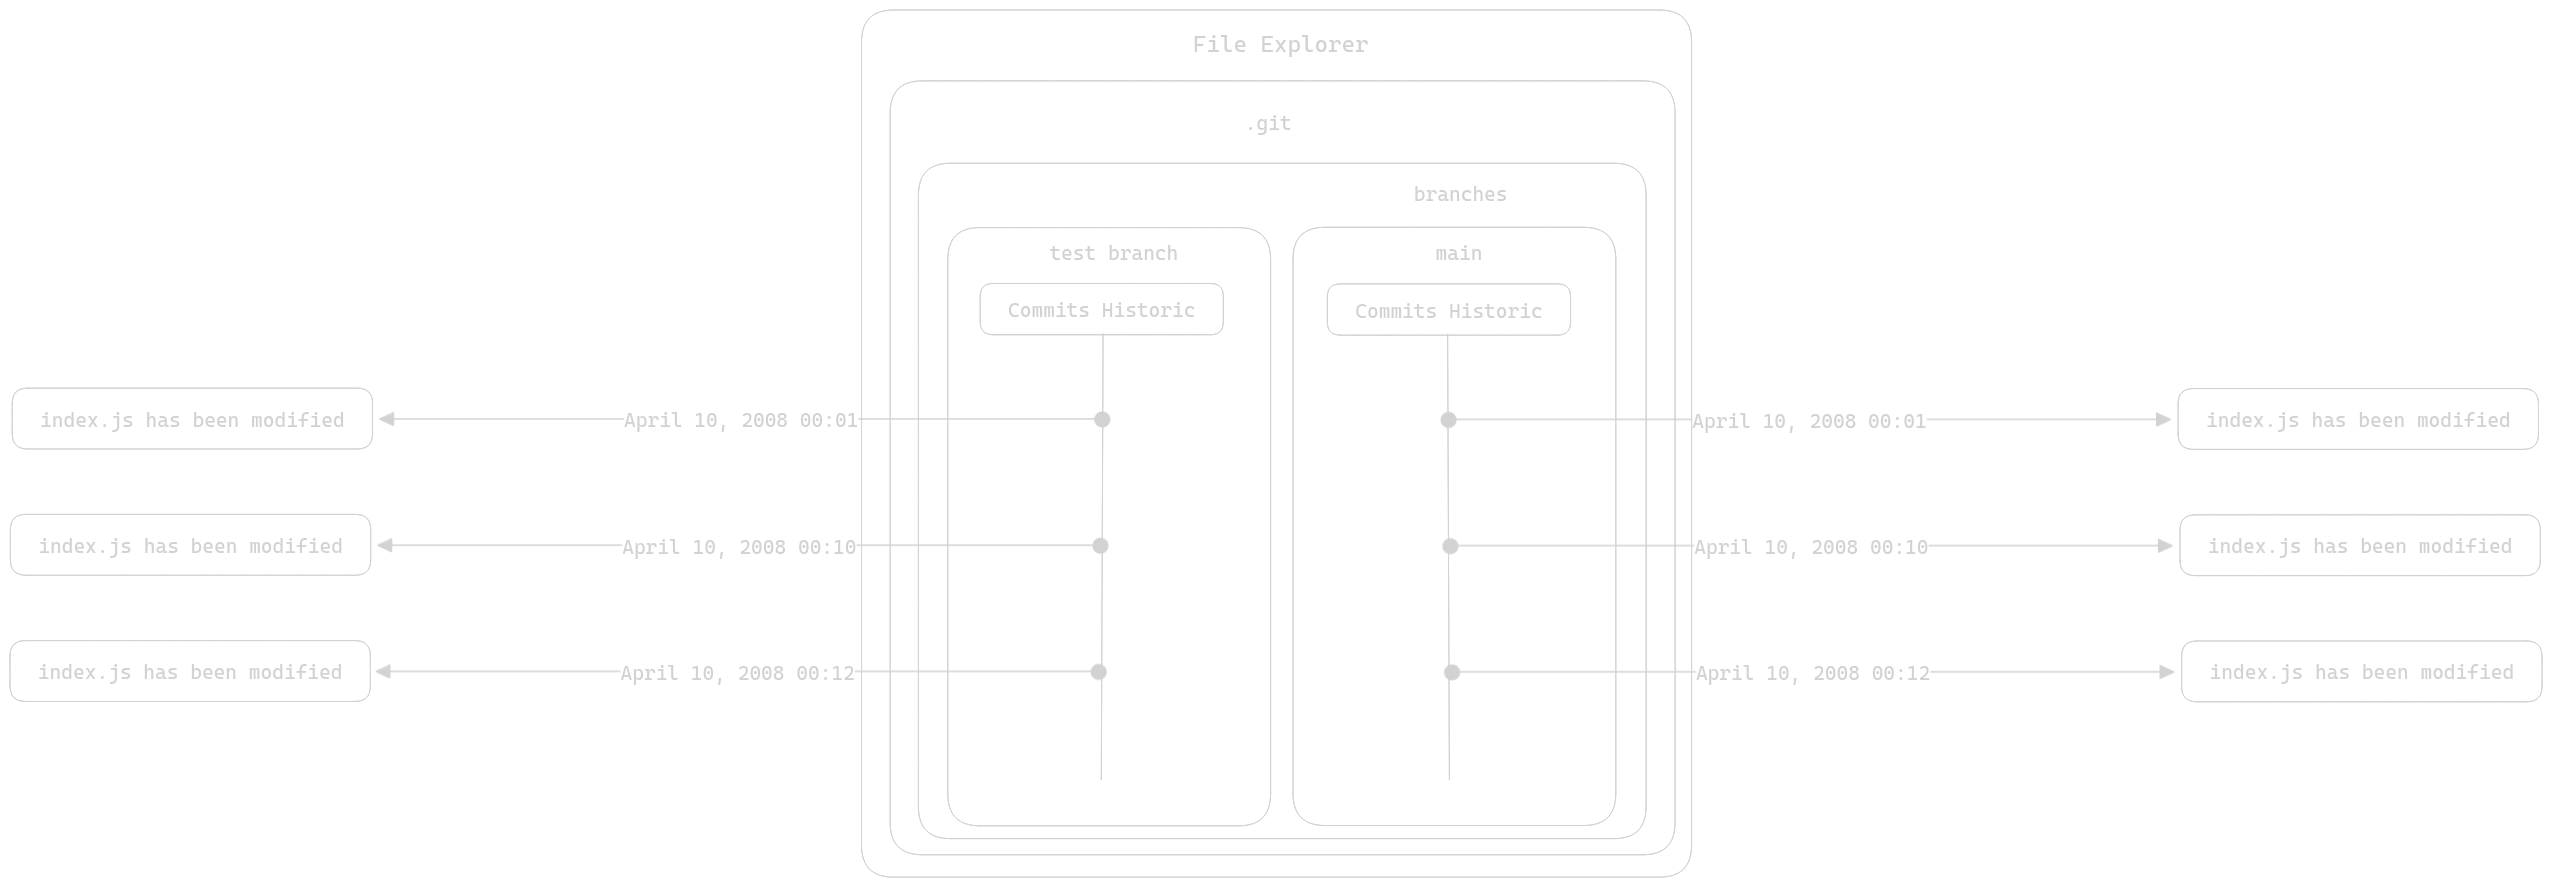 File Explorer
.git
branches
test branch
main
Commits Historic
Commits Historic
index.js has been modified
April 10, 2008 00:01
April 10, 2008 00:01
index.js has been modified
index.js has been modified
April 10, 2008 00:10
April 10, 2008 00:10
index.js has been modified
index.js has been modified
April 10, 2008 00:12
April 10, 2008 00:12
index.js has been modified